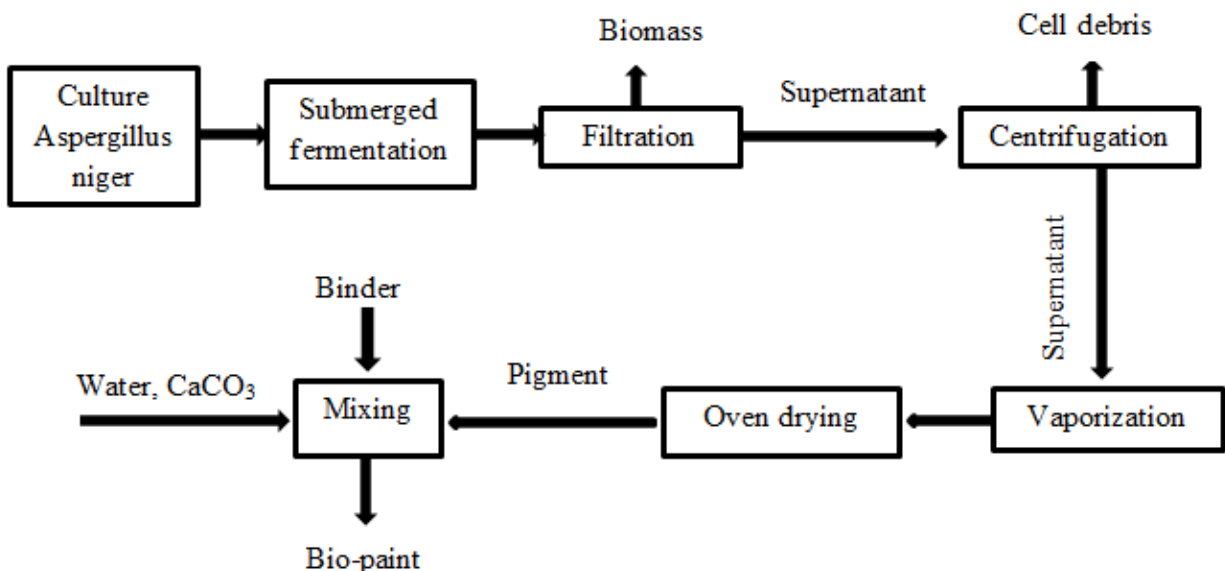 Culture
Aspergillus
niger
Submerged
fermentation
Biomass
Filtration
Supernatant
Cell debris
Centrifugation
Supernatant
Vaporization
Oven drying
Pigment
Binder
Water, CaCO₃
Mixing
Bio-paint